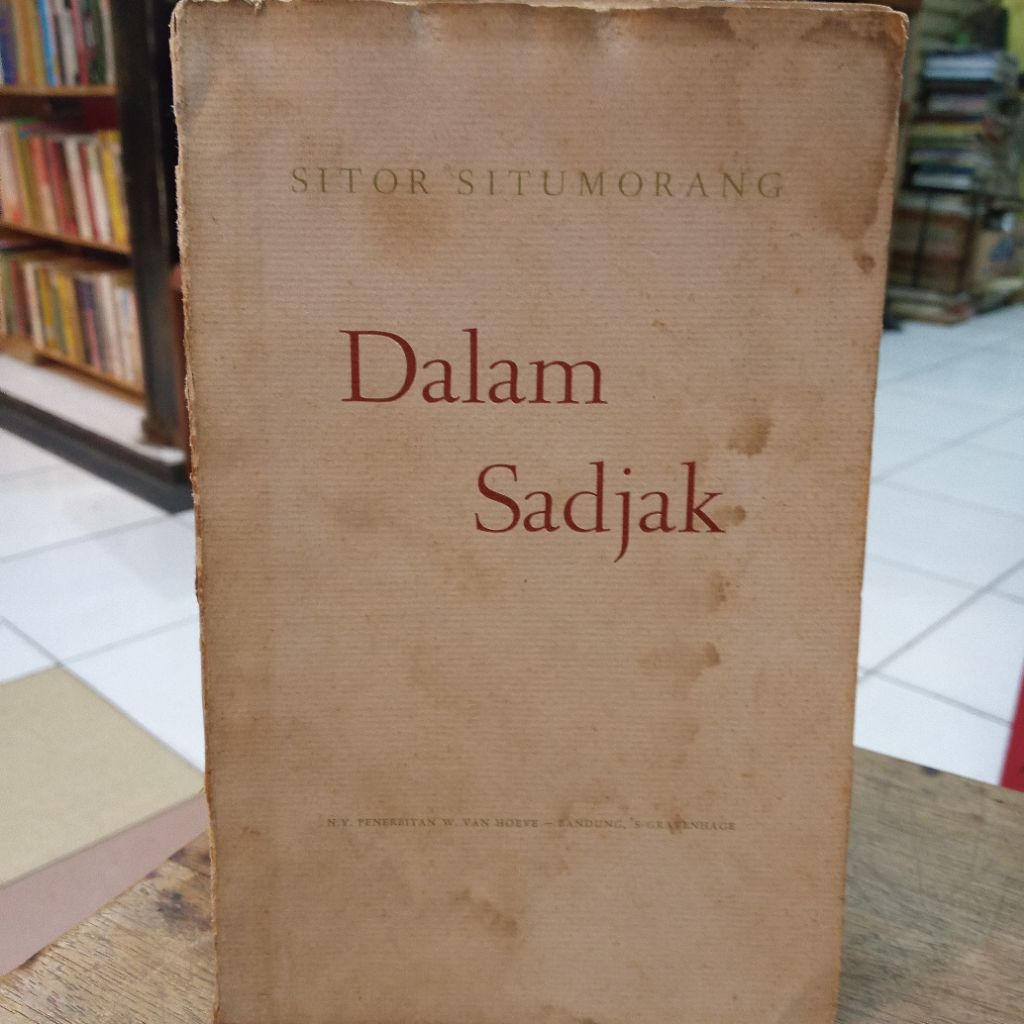 SITOR SITUMORANG
Dalam
Sadjak
N.V. PENERBITAN W. VAN HOEVE — BANDUNG, 'S-GRAVENHAGE